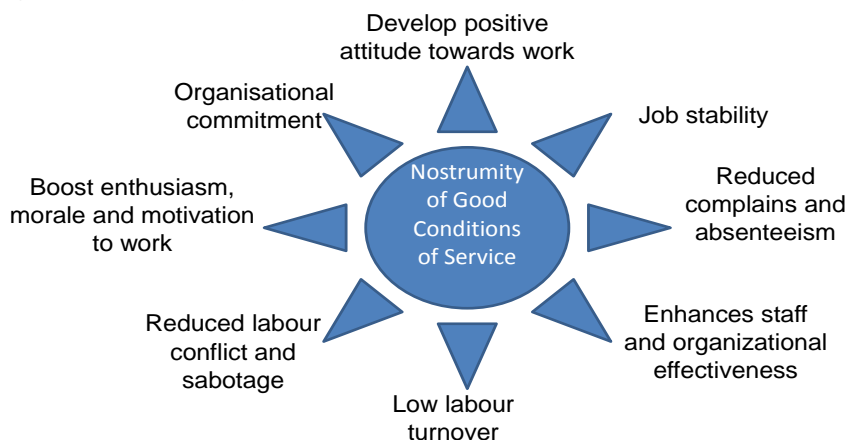 Develop positive
attitude towards work
Organisational
commitment
Job stability
Nostrumity
of Good
Conditions
of Service
Boost enthusiasm,
morale and motivation
to work
Reduced
complains and
absenteeism
Reduced labour
conflict and
sabotage
Enhances staff
and organizational
effectiveness
Low labour
turnover